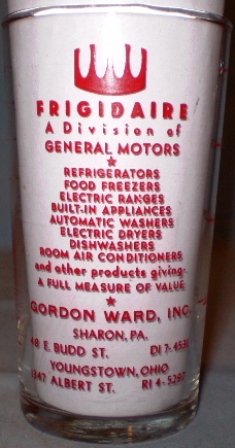 FRIGIDAIRE
A Division of
GENERAL MOTORS
REFRIGERATORS
FOOD FREEZERS
ELECTRIC RANGES
BUILT-IN APPLIANCES
AUTOMATIC WASHERS
ELECTRIC DRYERS
DISHWASHERS
ROOM AIR CONDITIONERS
and other products giving-
A FULL MEASURE OF VALUE
GORDON WARD, INC.
SHARON, PA.
48 E. BUDD ST. DI 7-
YOUNGSTOWN, OHIO
1347 ALBERT ST. RI 4-